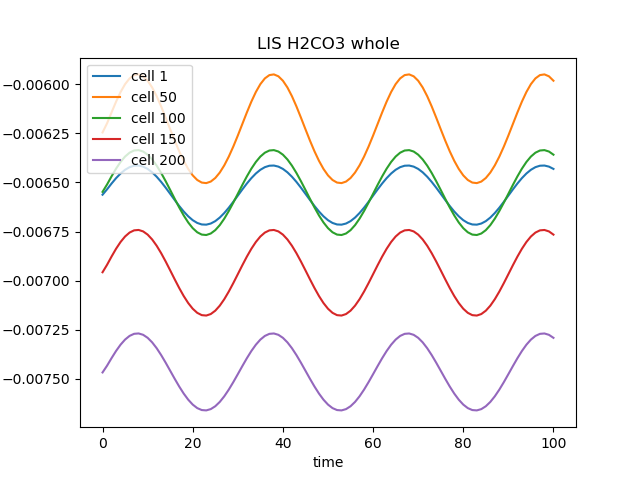 LIS H2CO3 whole
cell 1
cell 50
cell 100
cell 150
cell 200
−0.00600
−0.00625
−0.00650
−0.00675
−0.00700
−0.00725
−0.00750
0 20 40 60 80 100
time